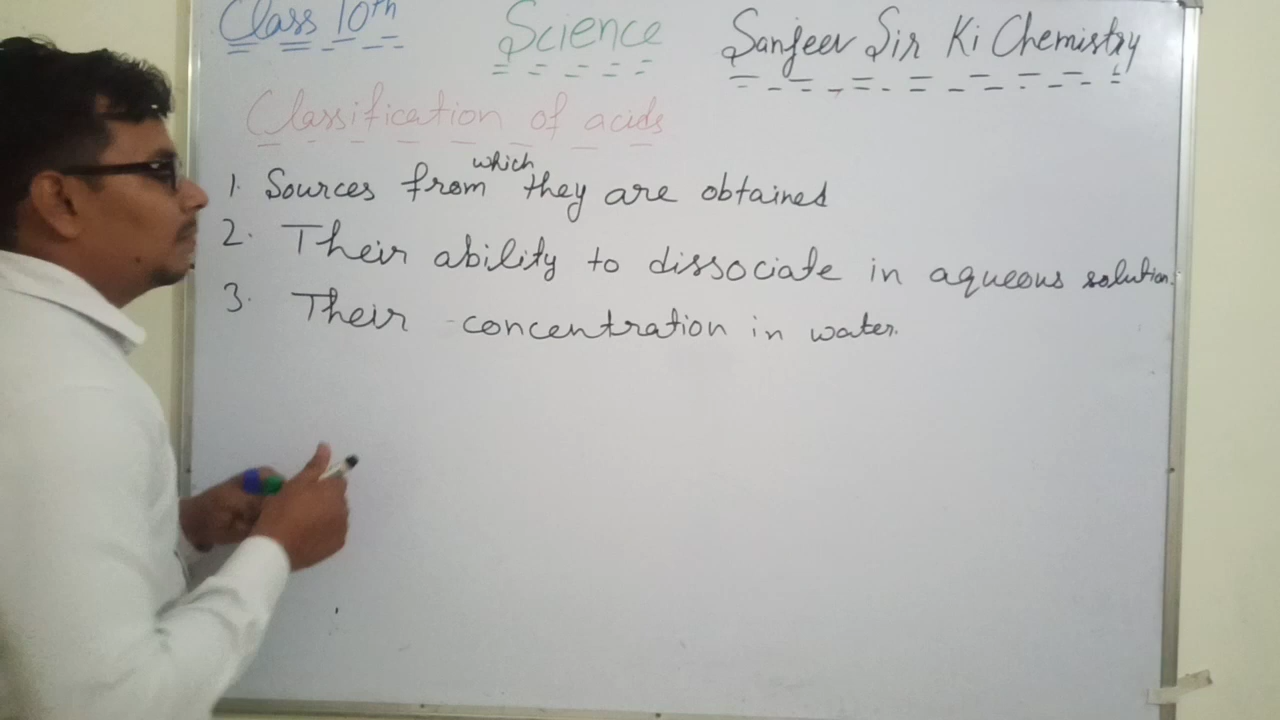 Class 10th Science Sanjeev Sir Ki Chemistry
Classification of acids
1. Sources from which they are obtained
2. Their ability to dissociate in aqueous solution.
3. Their concentration in water.